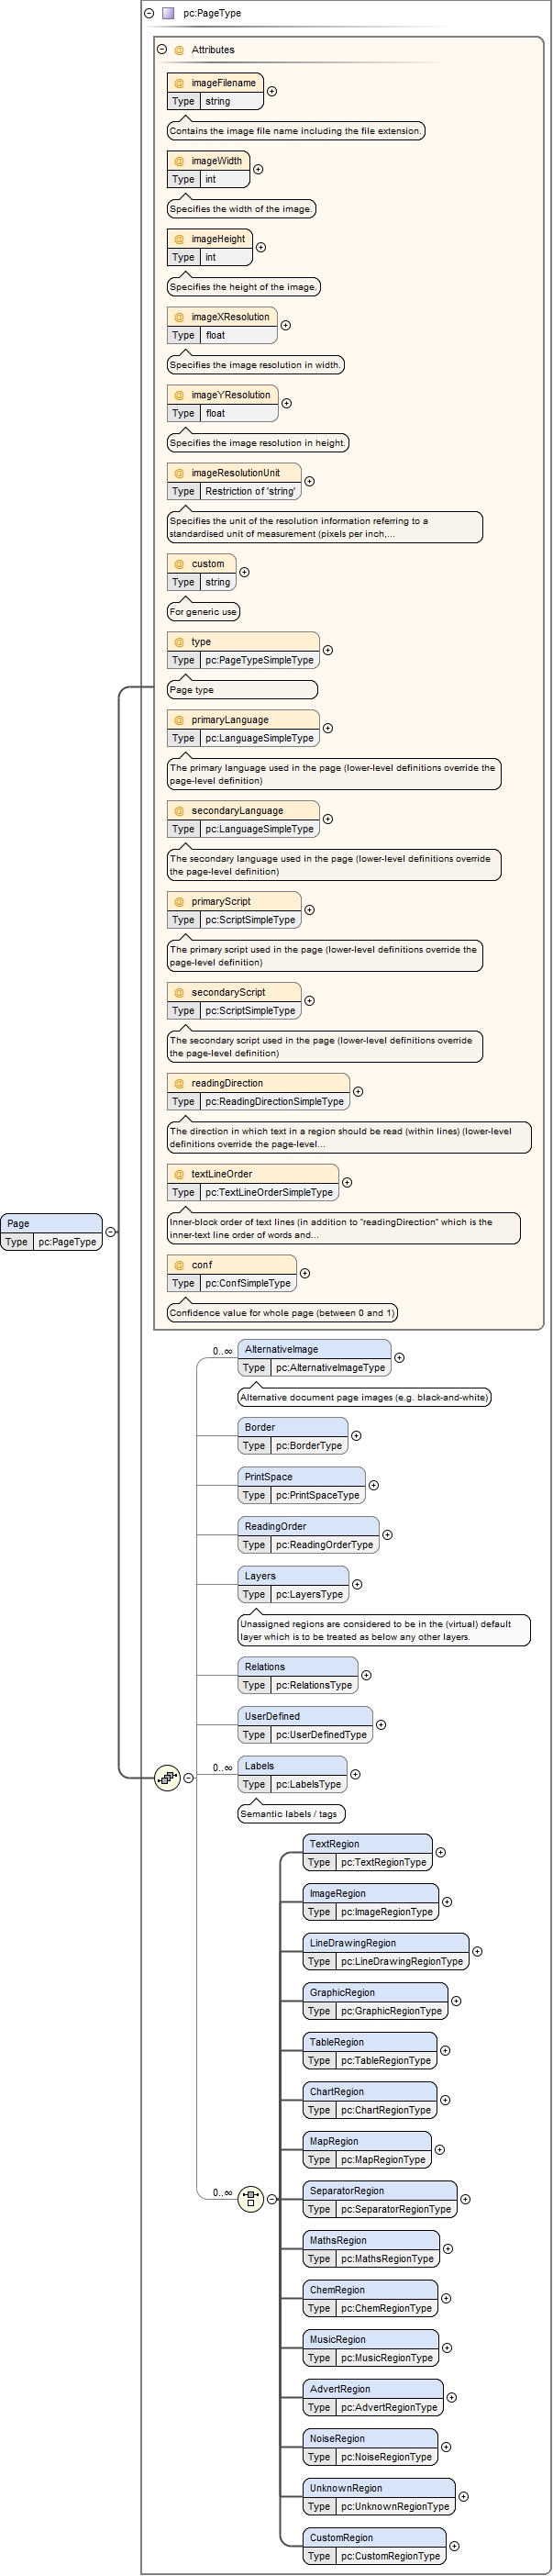 pc:PageType
@ Attributes
@ imageFilename
Type string
Contains the image file name including the file extension.
@ imageWidth
Type int
Specifies the width of the image.
@ imageHeight
Type int
Specifies the height of the image.
@ imageXResolution
Type float
Specifies the image resolution in width.
@ imageYResolution
Type float
Specifies the image resolution in height.
@ imageResolutionUnit
Type Restriction of 'string'
Specifies the unit of the resolution information referring to a
standardised unit of measurement (pixels per inch,...
@ custom
Type string
For generic use
@ type
Type pc:PageTypeSimpleType
Page type
@ primaryLanguage
Type pc:LanguageSimpleType
The primary language used in the page (lower-level definitions override the
page-level definition)
@ secondaryLanguage
Type pc:LanguageSimpleType
The secondary language used in the page (lower-level definitions override
the page-level definition)
@ primaryScript
Type pc:ScriptSimpleType
The primary script used in the page (lower-level definitions override the
page-level definition)
@ secondaryScript
Type pc:ScriptSimpleType
The secondary script used in the page (lower-level definitions override
the page-level definition)
@ readingDirection
Type pc:ReadingDirectionSimpleType
The direction in which text in a region should be read (within lines) (lower-level
definitions override the page-level...
@ textLineOrder
Type pc:TextLineOrderSimpleType
Inner-block order of text lines (in addition to "readingDirection" which is the
inner-text line order of words and...
Page
Type pc:PageType
@ conf
Type pc:ConfSimpleType
Confidence value for whole page (between 0 and 1)
0..∞
AlternativeImage
Type pc:AlternativeImageType
Alternative document page images (e.g. black-and-white)
Border
Type pc:BorderType
PrintSpace
Type pc:PrintSpaceType
ReadingOrder
Type pc:ReadingOrderType
Layers
Type pc:LayersType
Unassigned regions are considered to be in the (virtual) default
layer which is to be treated as below any other layers.
Relations
Type pc:RelationsType
UserDefined
Type pc:UserDefinedType
0..∞
Labels
Type pc:LabelsType
Semantic labels / tags
TextRegion
Type pc:TextRegionType
ImageRegion
Type pc:ImageRegionType
LineDrawingRegion
Type pc:LineDrawingRegionType
GraphicRegion
Type pc:GraphicRegionType
TableRegion
Type pc:TableRegionType
ChartRegion
Type pc:ChartRegionType
MapRegion
Type pc:MapRegionType
0..∞
SeparatorRegion
Type pc:SeparatorRegionType
MathsRegion
Type pc:MathsRegionType
ChemRegion
Type pc:ChemRegionType
MusicRegion
Type pc:MusicRegionType
AdvertRegion
Type pc:AdvertRegionType
NoiseRegion
Type pc:NoiseRegionType
UnknownRegion
Type pc:UnknownRegionType
CustomRegion
Type pc:CustomRegionType